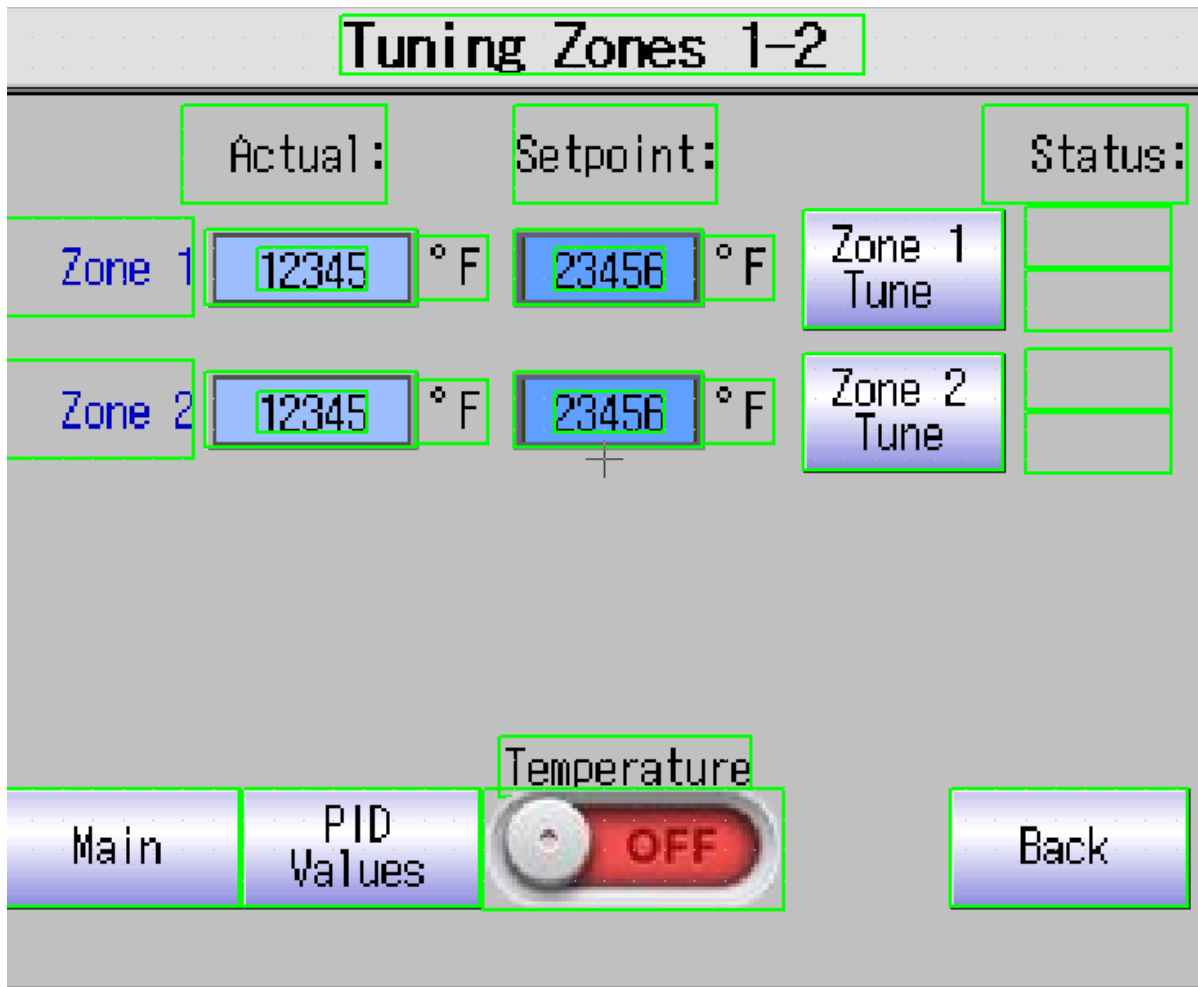 Tuning Zones 1-2
Actual: Setpoint: Status:
Zone 1 12345 °F 23456 °F Zone 1
Tune
Zone 2 12345 °F 23456 °F Zone 2
Tune
Temperature
Main PID
Values OFF Back